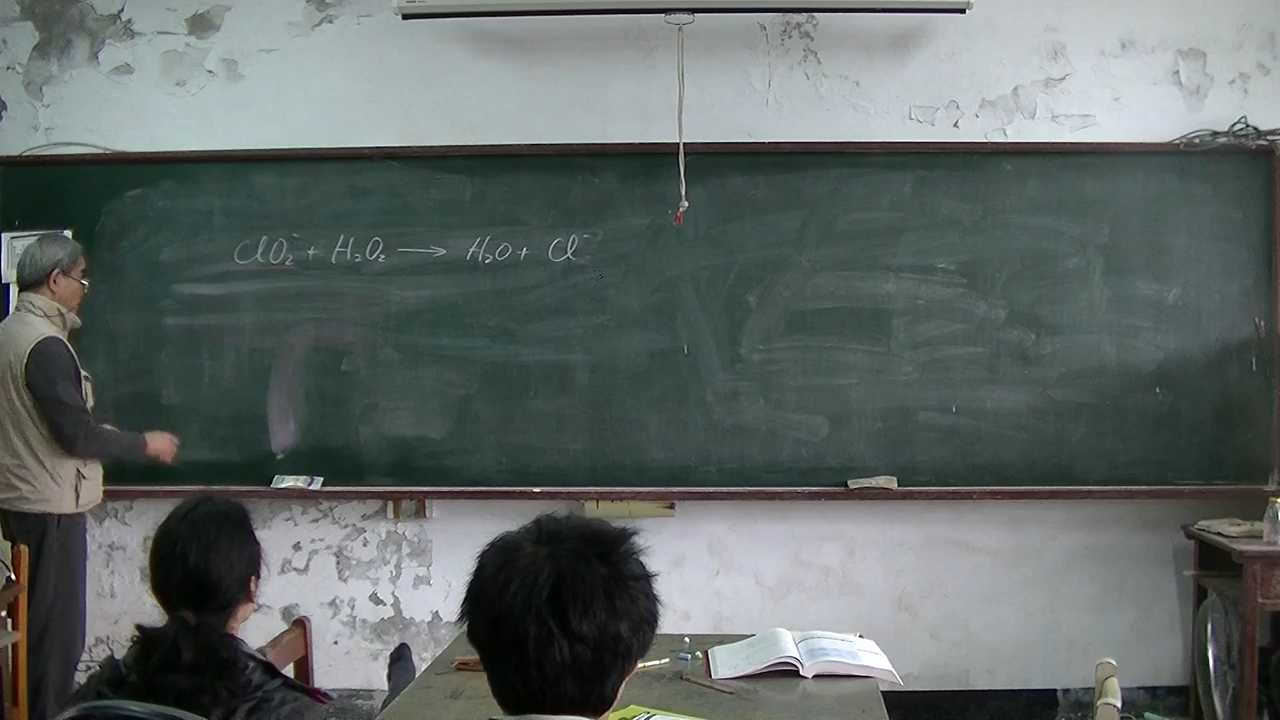 ClO₂⁻ + H₂O₂ ⟶ H₂O + Cl⁻